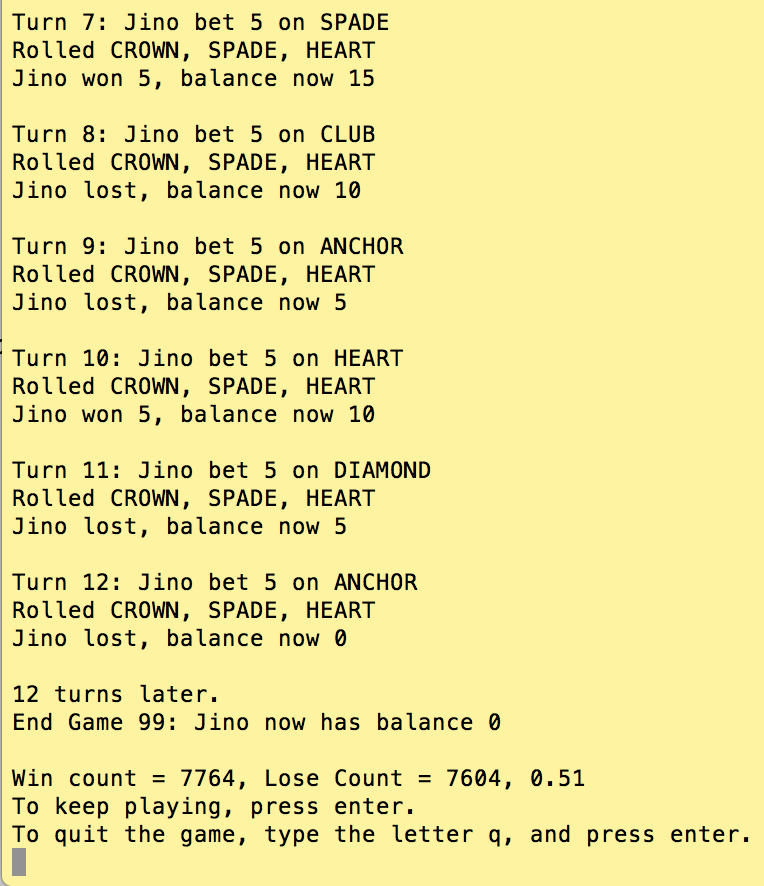 Turn 7: Jino bet 5 on SPADE
Rolled CROWN, SPADE, HEART
Jino won 5, balance now 15
Turn 8: Jino bet 5 on CLUB
Rolled CROWN, SPADE, HEART
Jino lost, balance now 10
Turn 9: Jino bet 5 on ANCHOR
Rolled CROWN, SPADE, HEART
Jino lost, balance now 5
Turn 10: Jino bet 5 on HEART
Rolled CROWN, SPADE, HEART
Jino won 5, balance now 10
Turn 11: Jino bet 5 on DIAMOND
Rolled CROWN, SPADE, HEART
Jino lost, balance now 5
Turn 12: Jino bet 5 on ANCHOR
Rolled CROWN, SPADE, HEART
Jino lost, balance now 0
12 turns later.
End Game 99: Jino now has balance 0
Win count = 7764, Lose Count = 7604, 0.51
To keep playing, press enter.
To quit the game, type the letter q, and press enter.